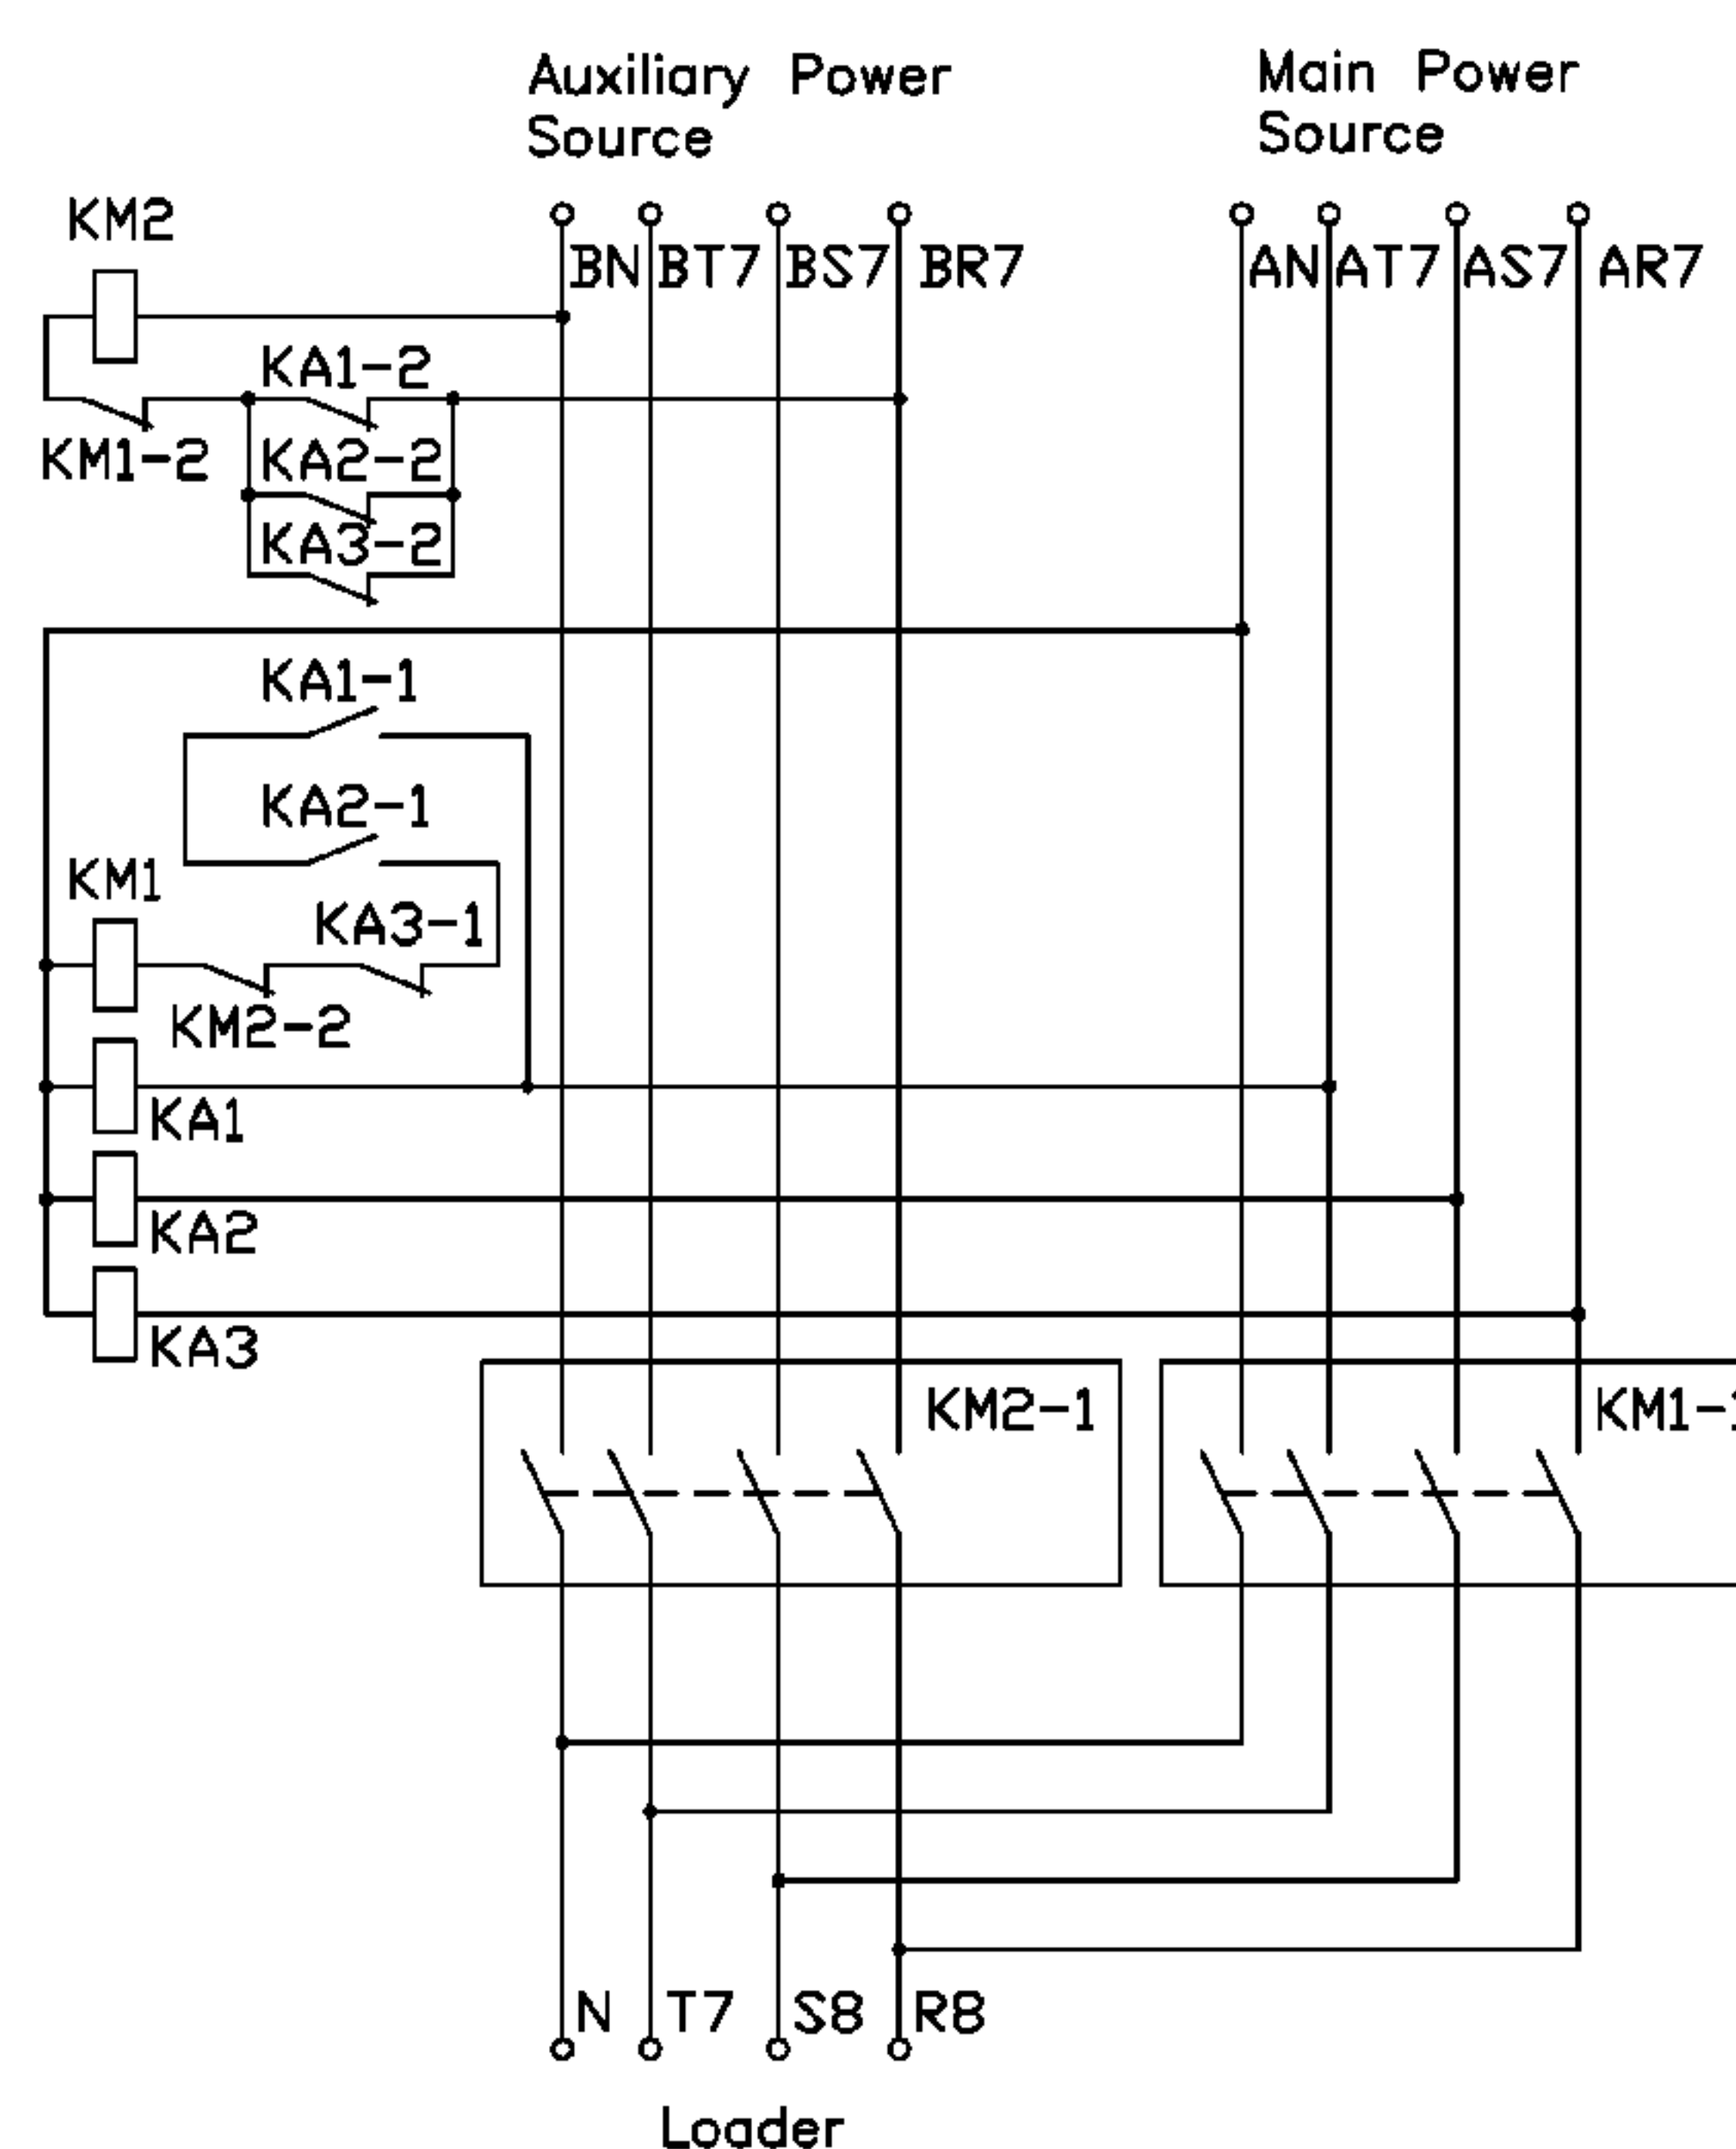 Auxiliary Power
Source
Main Power
Source
KM2
BN BT7 BS7 BR7
AN AT7 AS7 AR7
KA1-2
KM1-2
KA2-2
KA3-2
KA1-1
KA2-1
KM1
KA3-1
KM2-2
KA1
KA2
KA3
KM2-1
KM1-1
N T7 S8 R8
Loader